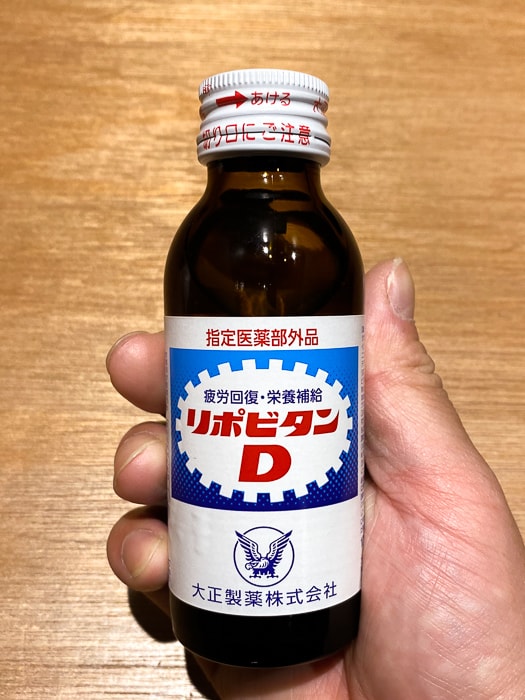 あける
切り口にご注意
指定医薬部外品
疲労回復・栄養補給
リポビタン
D
大正製薬株式会社